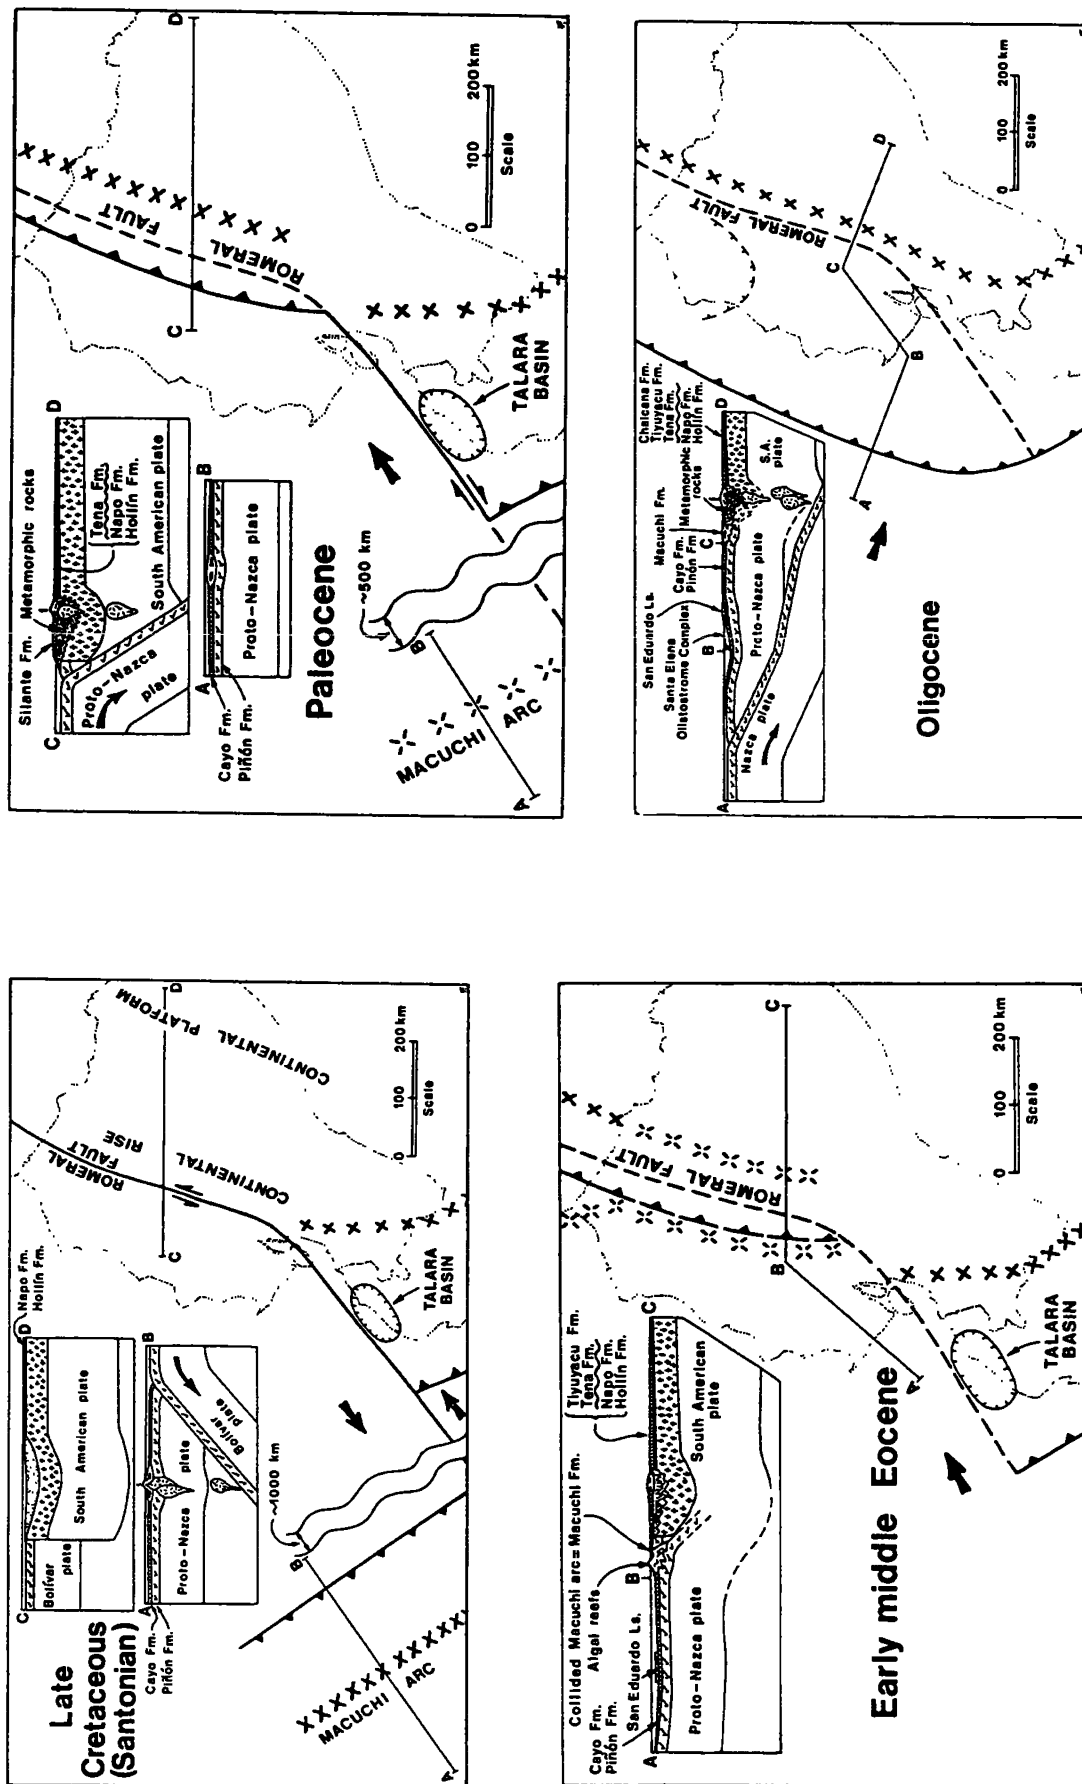 Late
Cretaceous
(Santonian)
C
D
Napo Fm.
Hollín Fm.
Bolívar
plate
South American plate
A
B
Cayo Fm.
Piñón Fm.
Proto-Nazca
plate
Bolívar
plate
~1000 km
B
A
MACUCHI ARC
ROMERAL
FAULT
CONTINENTAL
RISE
CONTINENTAL PLATFORM
C
D
TALARA
BASIN
0 100 200 km
Scale
Paleocene
Silante Fm.
Metamorphic rocks
C
D
Tena Fm.
Napo Fm.
Hollín Fm.
South American plate
Proto-Nazca
plate
A
B
Cayo Fm.
Piñón Fm.
Proto-Nazca plate
~500 km
B
A
MACUCHI ARC
ROMERAL
FAULT
C
D
TALARA
BASIN
0 100 200 km
Scale
Early middle Eocene
Collided Macuchi arc = Macuchi Fm.
Algal reefs
San Eduardo Ls.
Cayo Fm.
Piñón Fm.
A
B
C
Tiyuyacu Fm.
Tena Fm.
Napo Fm.
Hollín Fm.
Proto-Nazca plate
South American
plate
ROMERAL FAULT
A
B
C
TALARA
BASIN
0 100 200 km
Scale
Oligocene
San Eduardo Ls.
Santa Elena
Olistostrome Complex
Cayo Fm.
Piñón Fm
Macuchi Fm.
Metamorphic
rocks
Chalcana Fm.
Tiyuyacu Fm.
Tena Fm.
Napo Fm.
Hollín Fm.
A
B
C
D
Nazca plate
Proto-Nazca plate
S.A.
plate
ROMERAL FAULT
A
B
C
D
0 100 200 km
Scale